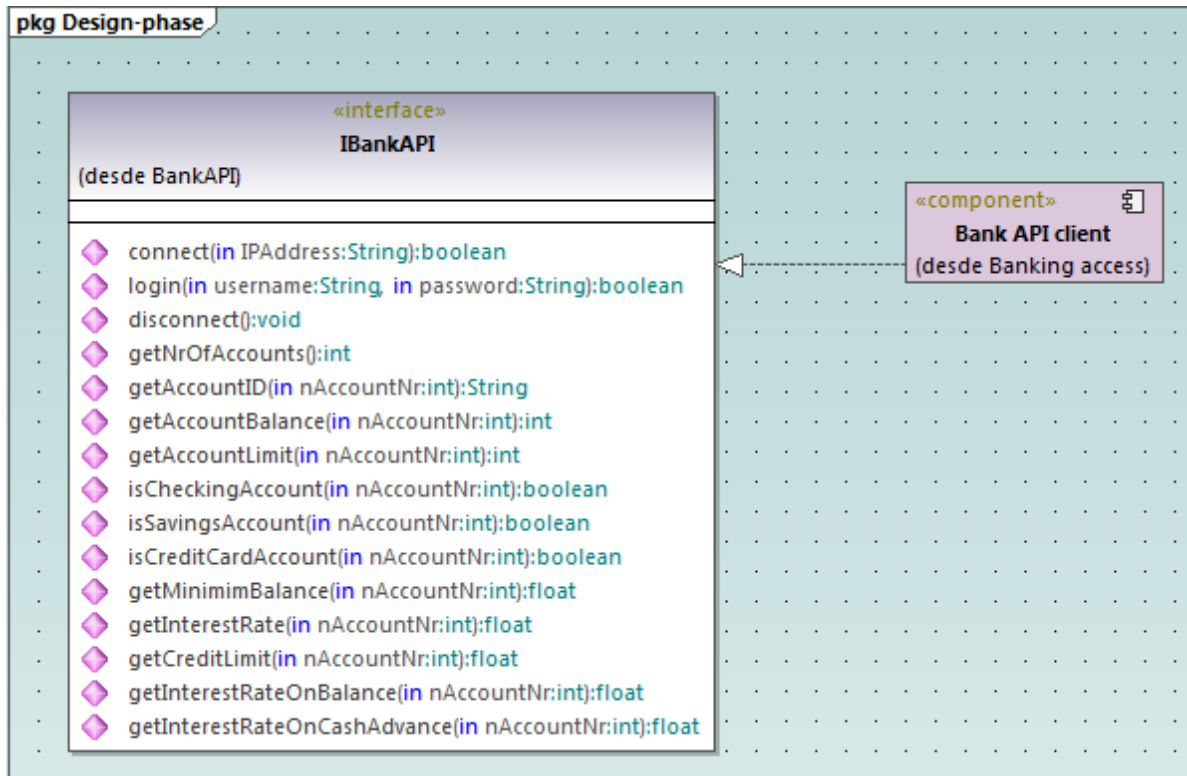 pkg Design-phase
«interface»
IBankAPI
(desde BankAPI)
connect(in IPAddress:String):boolean
login(in username:String, in password:String):boolean
disconnect():void
getNrOfAccounts():int
getAccountID(in nAccountNr:int):String
getAccountBalance(in nAccountNr:int):int
getAccountLimit(in nAccountNr:int):int
isCheckingAccount(in nAccountNr:int):boolean
isSavingsAccount(in nAccountNr:int):boolean
isCreditCardAccount(in nAccountNr:int):boolean
getMinimimBalance(in nAccountNr:int):float
getInterestRate(in nAccountNr:int):float
getCreditLimit(in nAccountNr:int):float
getInterestRateOnBalance(in nAccountNr:int):float
getInterestRateOnCashAdvance(in nAccountNr:int):float
«component»
Bank API client
(desde Banking access)